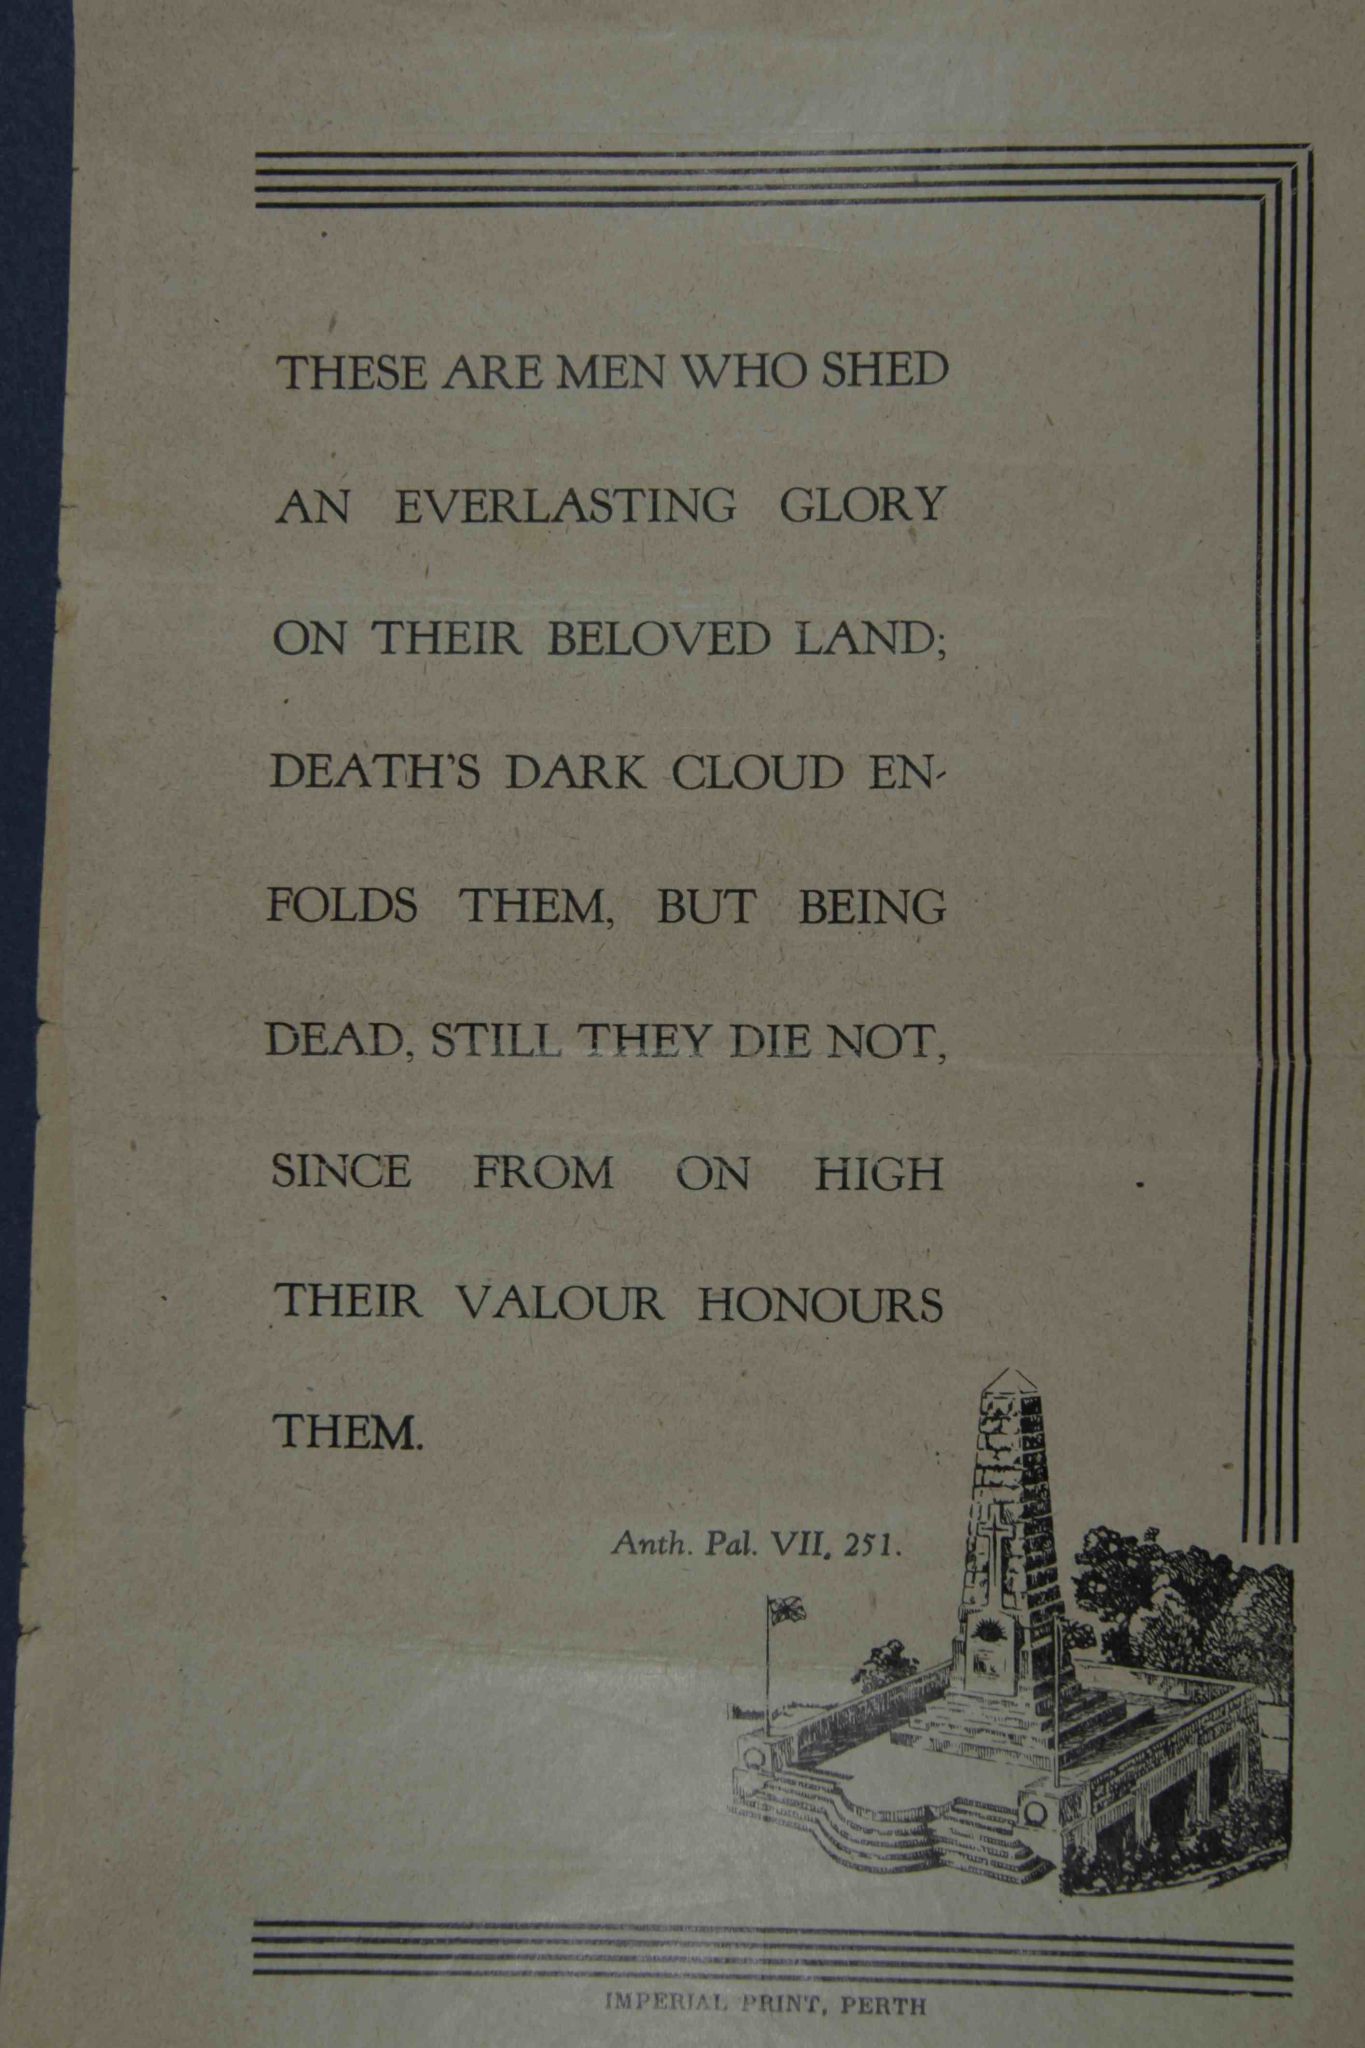 THESE ARE MEN WHO SHED
AN EVERLASTING GLORY
ON THEIR BELOVED LAND;
DEATH'S DARK CLOUD EN-
FOLDS THEM, BUT BEING
DEAD, STILL THEY DIE NOT,
SINCE FROM ON HIGH
THEIR VALOUR HONOURS
THEM.
Anth. Pal. VII, 251.
IMPERIAL PRINT, PERTH